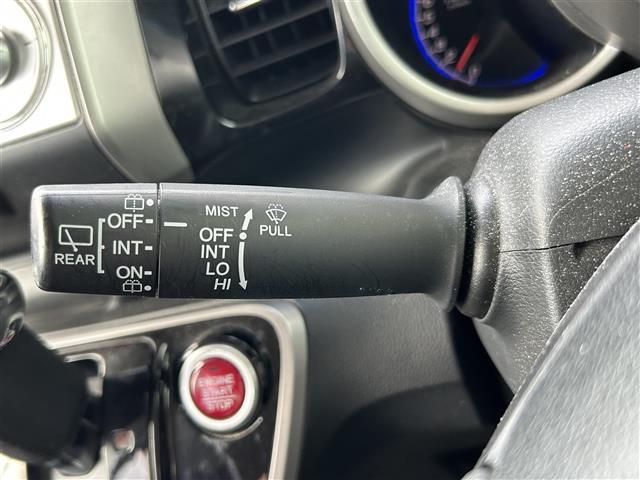 OFF
REAR
INT
ON
MIST
OFF
INT
LO
HI
PULL
ENGINE
START
STOP